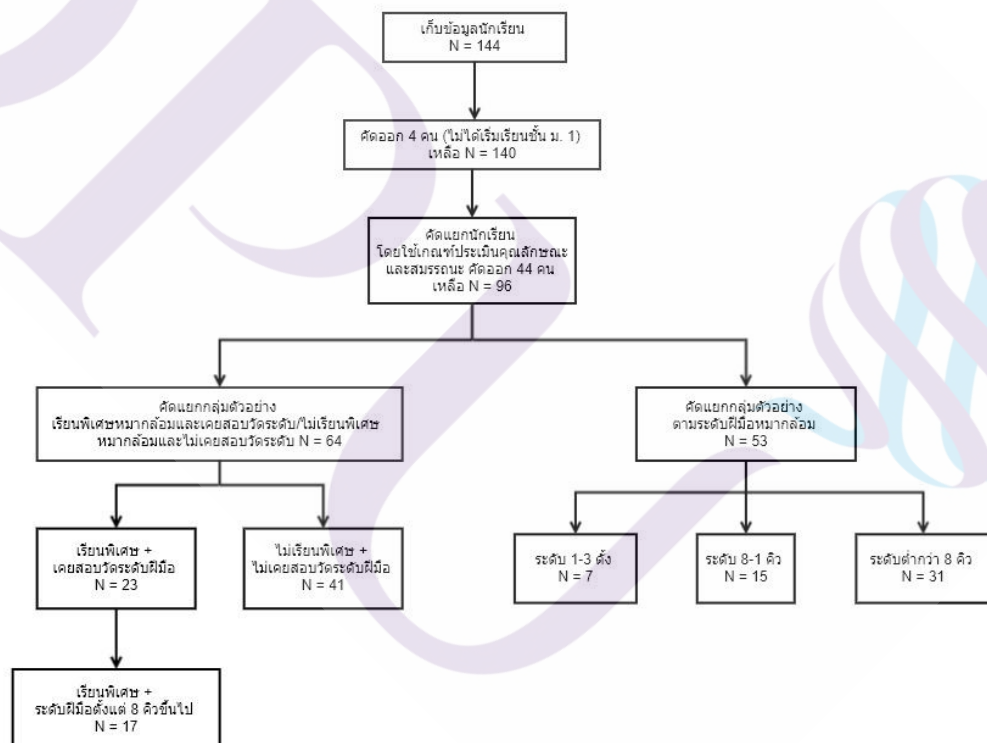 เก็บข้อมูลนักเรียน
N = 144
คัดออก 4 คน (ไม่ได้เริ่มเรียนชั้น ม. 1)
เหลือ N = 140
คัดแยกนักเรียน
โดยใช้เกณฑ์ประเมินคุณลักษณะ
และสมรรถนะ คัดออก 44 คน
เหลือ N = 96
คัดแยกกลุ่มตัวอย่าง
เรียนพิเศษหมากล้อมและเคยสอบวัดระดับ/ไม่เรียนพิเศษ
หมากล้อมและไม่เคยสอบวัดระดับ N = 64
คัดแยกกลุ่มตัวอย่าง
ตามระดับฝีมือหมากล้อม
N = 53
เรียนพิเศษ +
เคยสอบวัดระดับฝีมือ
N = 23
ไม่เรียนพิเศษ +
ไม่เคยสอบวัดระดับฝีมือ
N = 41
ระดับ 1-3 ดั้ง
N = 7
ระดับ 8-1 คิว
N = 15
ระดับต่ำกว่า 8 คิว
N = 31
เรียนพิเศษ +
ระดับฝีมือตั้งแต่ 8 คิวขึ้นไป
N = 17